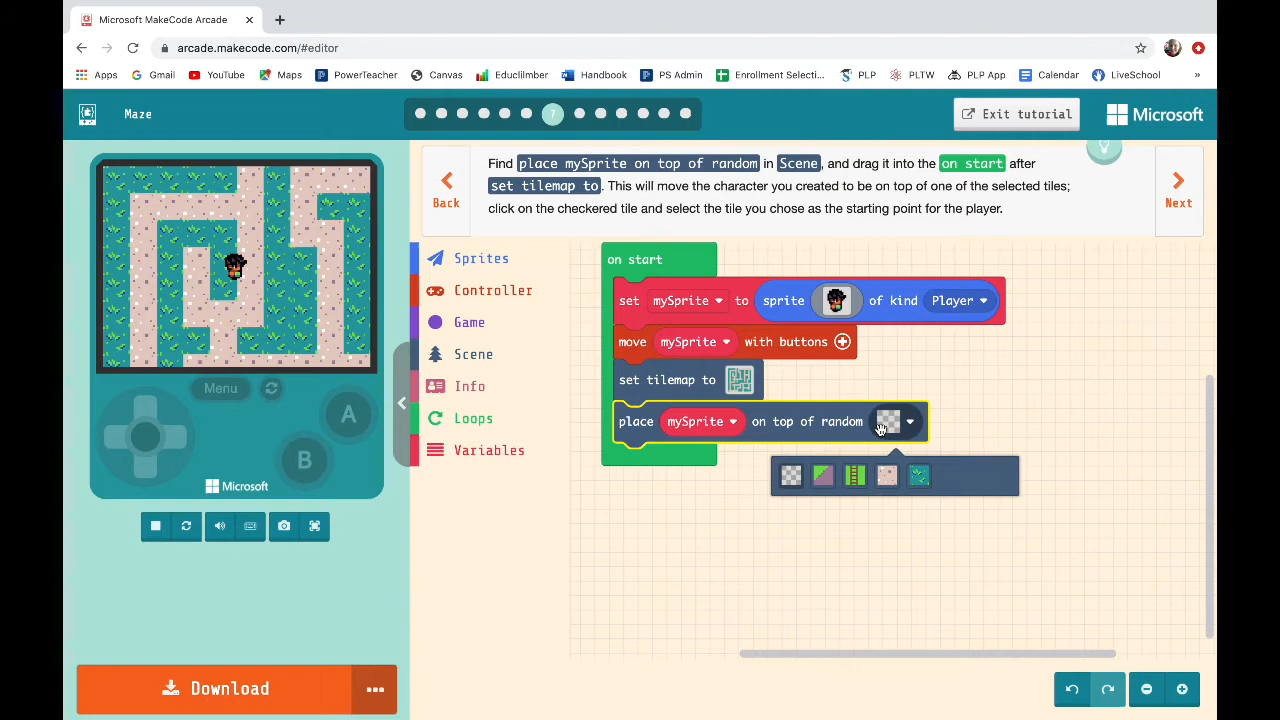 Microsoft MakeCode Arcade
arcade.makecode.com/#editor
Apps Gmail YouTube Maps PowerTeacher Canvas EducIimber Handbook PS Admin Enrollment Selecti... PLP PLTW PLP App Calendar LiveSchool
Maze 7 Exit tutorial Microsoft
Back
Find place mySprite on top of random in Scene, and drag it into the on start after
set tilemap to. This will move the character you created to be on top of one of the selected tiles;
click on the checkered tile and select the tile you chose as the starting point for the player.
Next
Sprites
Controller
Game
Scene
Info
Loops
Variables
on start
set mySprite to sprite of kind Player
move mySprite with buttons
set tilemap to
place mySprite on top of random
Menu
A
B
Microsoft
Download